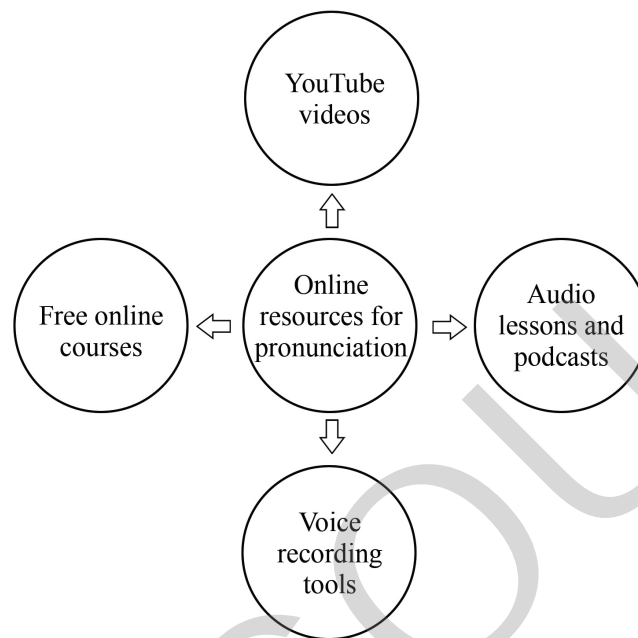 YouTube
videos
Free online
courses
Online
resources for
pronunciation
Audio
lessons and
podcasts
Voice
recording
tools